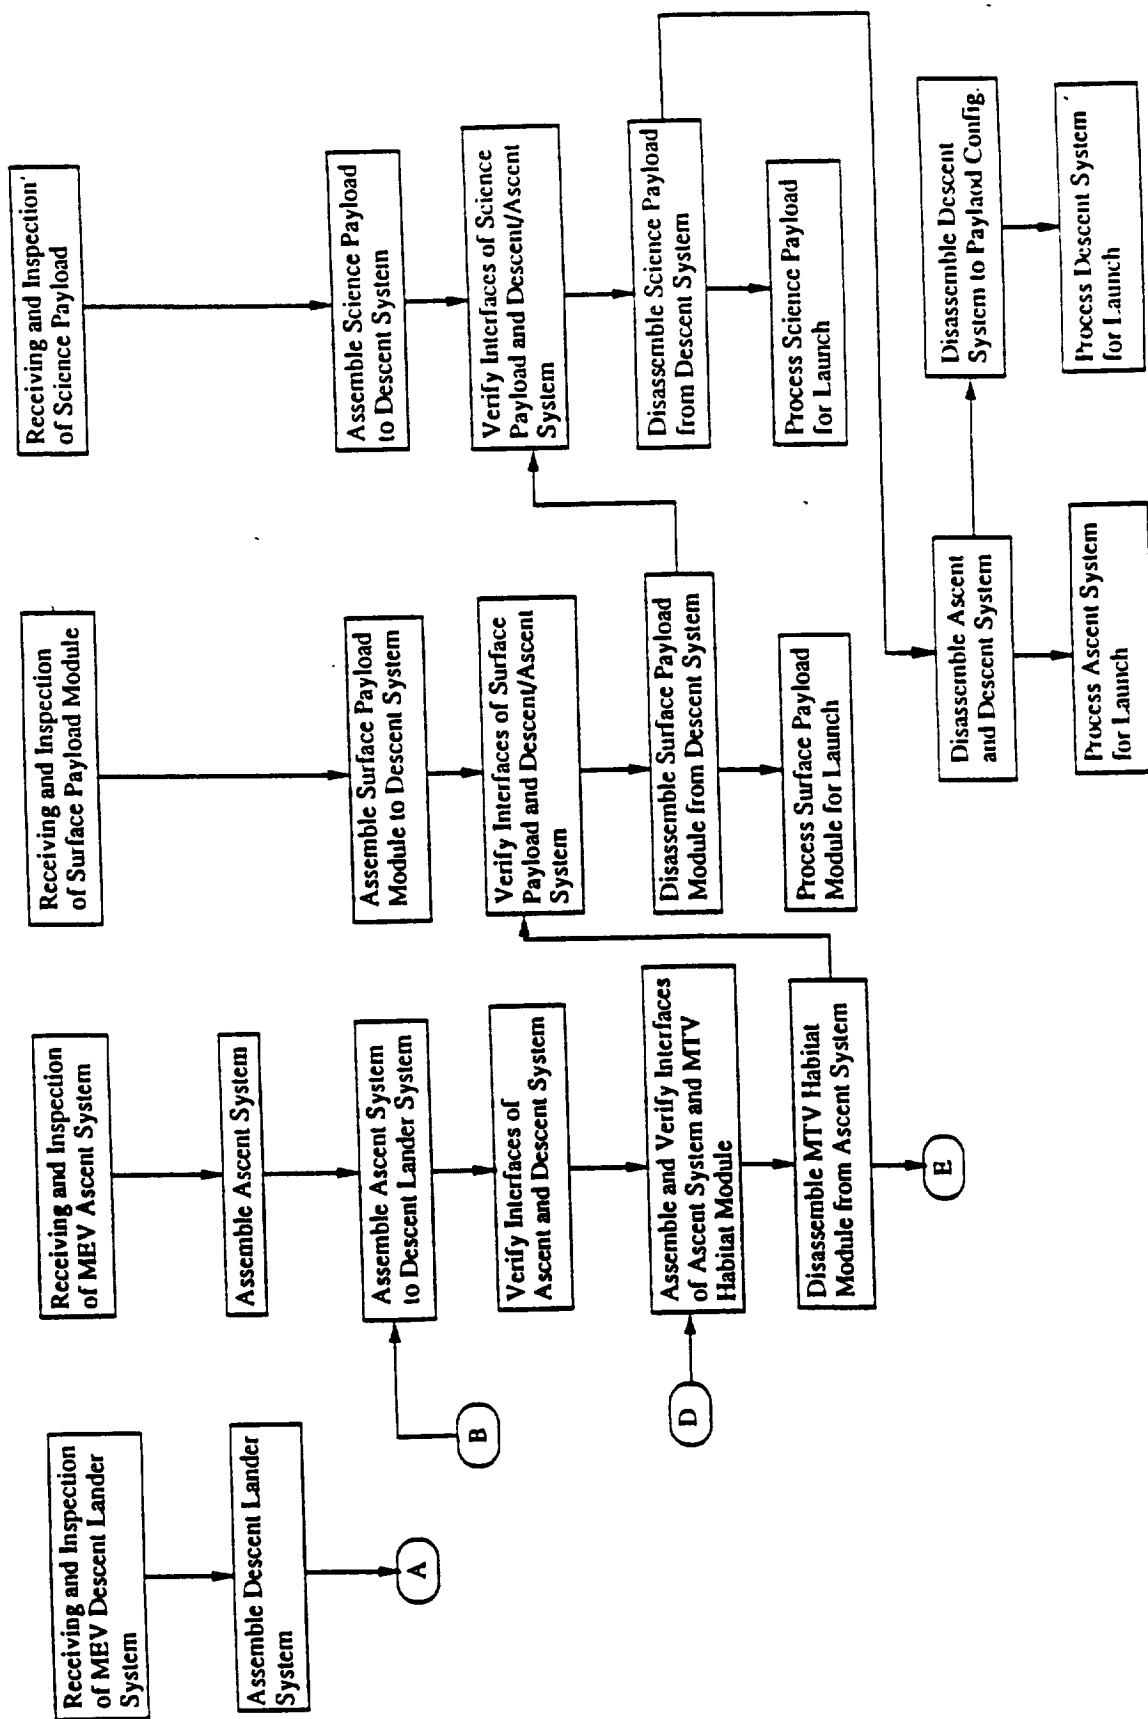 Receiving and Inspection
of MEV Descent Lander
System
Assemble Descent Lander
System
A
Receiving and Inspection
of MEV Ascent System
Assemble Ascent System
Assemble Ascent System
to Descent Lander System
B
Verify Interfaces of
Ascent and Descent System
Assemble and Verify Interfaces
of Ascent System and MTV
Habitat Module
D
Disassemble MTV Habitat
Module from Ascent System
E
Receiving and Inspection
of Surface Payload Module
Assemble Surface Payload
Module to Descent System
Verify Interfaces of Surface
Payload and Descent/Ascent
System
Disassemble Surface Payload
Module from Descent System
Process Surface Payload
Module for Launch
Receiving and Inspection
of Science Payload
Assemble Science Payload
to Descent System
Verify Interfaces of Science
Payload and Descent/Ascent
System
Disassemble Science Payload
from Descent System
Process Science Payload
for Launch
Disassemble Ascent
and Descent System
Process Ascent System
for Launch
Disassemble Descent
System to Paylaod Config.
Process Descent System
for Launch